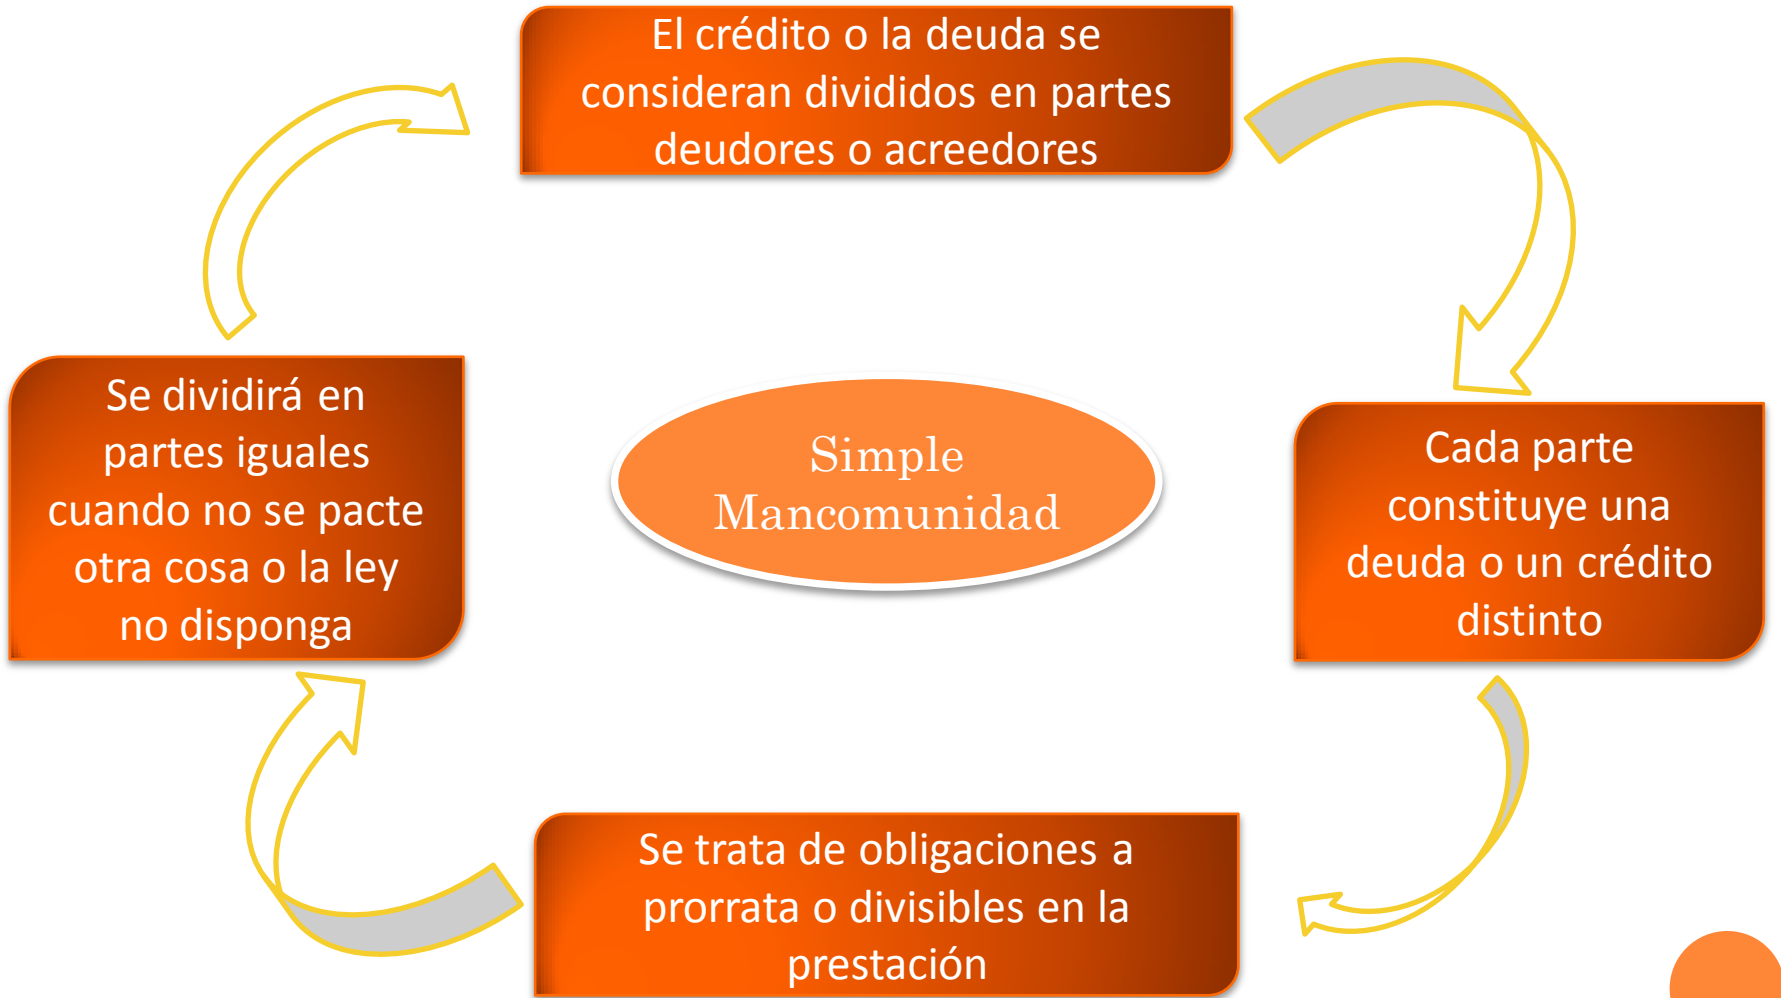 El crédito o la deuda se
consideran divididos en partes
deudores o acreedores
Se dividirá en
partes iguales
cuando no se pacte
otra cosa o la ley
no disponga
Simple
Mancomunidad
Cada parte
constituye una
deuda o un crédito
distinto
Se trata de obligaciones a
prorrata o divisibles en la
prestación